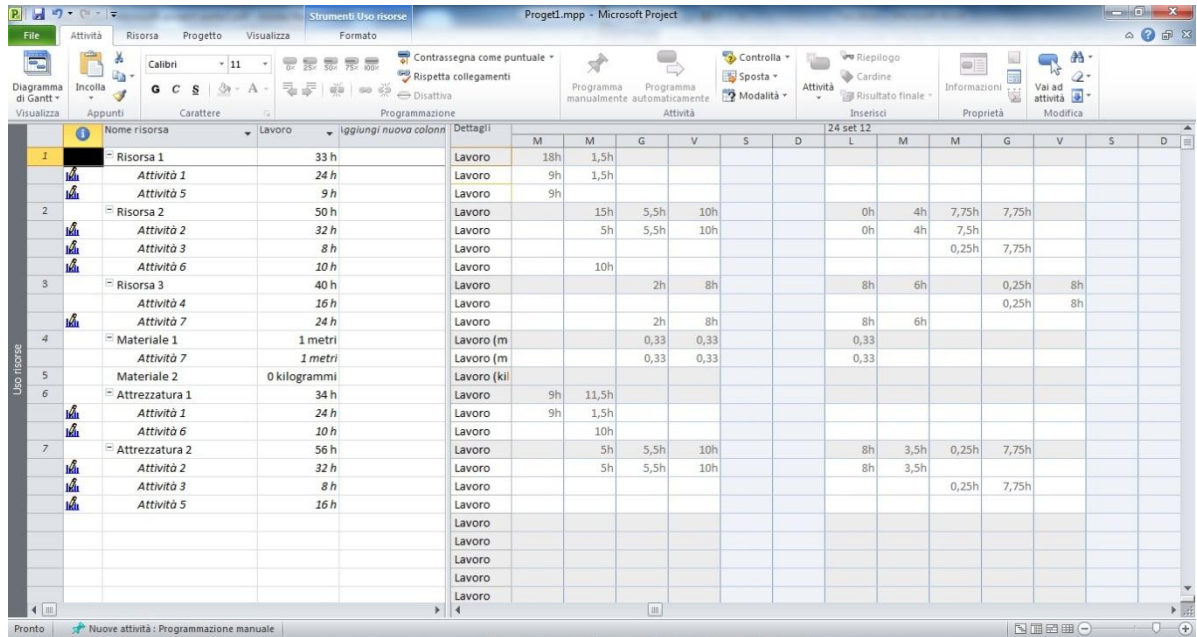 Strumenti Uso risorse
Proget1.mpp - Microsoft Project
File Attività Risorsa Progetto Visualizza Formato
Diagramma di Gantt
Visualizza
Incolla
Appunti
Calibri 11
G C S A
Carattere
0× 25× 50× 75× 100×
Contrassegna come puntuale
Rispetta collegamenti
Disattiva
Programmazione
Programma manualmente
Programma automaticamente
Attività
Controlla
Sposta
Modalità
Attività
Riepilogo
Cardine
Risultato finale
Inserisci
Informazioni
Proprietà
Vai ad attività
Modifica
Nome risorsa Lavoro Aggiungi nuova colonn Dettagli 24 set 12
M M G V S D L M M G V S D
1 Risorsa 1 33 h Lavoro 18h 1,5h
Attività 1 24 h Lavoro 9h 1,5h
Attività 5 9 h Lavoro 9h
2 Risorsa 2 50 h Lavoro 15h 5,5h 10h 0h 4h 7,75h 7,75h
Attività 2 32 h Lavoro 5h 5,5h 10h 0h 4h 7,5h
Attività 3 8 h Lavoro 0,25h 7,75h
Attività 6 10 h Lavoro 10h
3 Risorsa 3 40 h Lavoro 2h 8h 8h 6h 0,25h 8h
Attività 4 16 h Lavoro 0,25h 8h
Attività 7 24 h Lavoro 2h 8h 8h 6h
4 Materiale 1 1 metri Lavoro (m 0,33 0,33 0,33
Attività 7 1 metri Lavoro (m 0,33 0,33 0,33
5 Materiale 2 0 kilogrammi Lavoro (kil
6 Attrezzatura 1 34 h Lavoro 9h 11,5h
Attività 1 24 h Lavoro 9h 1,5h
Attività 6 10 h Lavoro 10h
7 Attrezzatura 2 56 h Lavoro 5h 5,5h 10h 8h 3,5h 0,25h 7,75h
Attività 2 32 h Lavoro 5h 5,5h 10h 8h 3,5h
Attività 3 8 h Lavoro 0,25h 7,75h
Attività 5 16 h Lavoro
Lavoro
Lavoro
Lavoro
Lavoro
Lavoro
Uso risorse
Pronto Nuove attività : Programmazione manuale